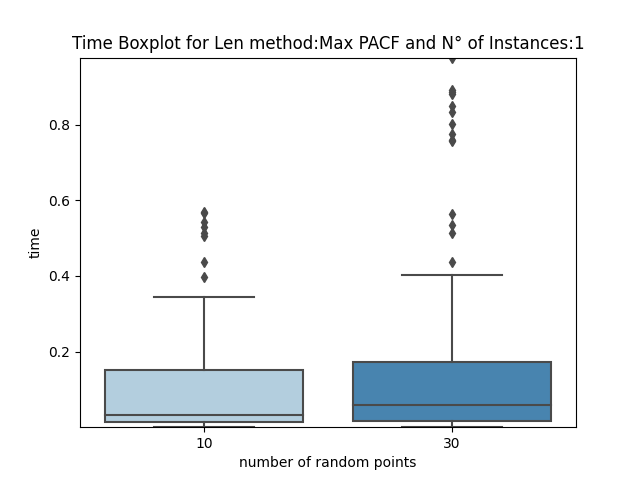 Time Boxplot for Len method:Max PACF and N° of Instances:1
0.8
0.6
time
0.4
0.2
10 30
number of random points